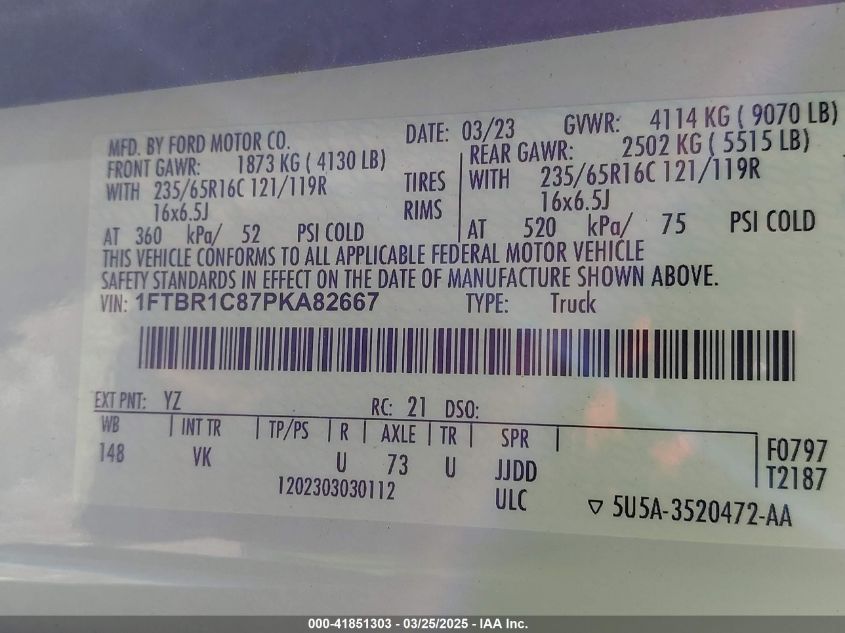 MFD. BY FORD MOTOR CO. DATE: 03/23 GVWR: 4114 KG ( 9070 LB)
FRONT GAWR: 1873 KG ( 4130 LB) REAR GAWR: 2502 KG ( 5515 LB)
WITH 235/65R16C 121/119R TIRES WITH 235/65R16C 121/119R
16x6.5J RIMS 16x6.5J
AT 360 kPa/ 52 PSI COLD AT 520 kPa/ 75 PSI COLD
THIS VEHICLE CONFORMS TO ALL APPLICABLE FEDERAL MOTOR VEHICLE
SAFETY STANDARDS IN EFFECT ON THE DATE OF MANUFACTURE SHOWN ABOVE.
VIN: 1FTBR1C87PKA82667 TYPE: Truck
EXT PNT: YZ RC: 21 DSO:
WB | INT TR | TP/PS | R | AXLE | TR | SPR | F0797
148 VK U 73 U JJDD T2187
1202303030112 ULC ▽ 5U5A-3520472-AA
000-41851303 - 03/25/2025 - IAA Inc.